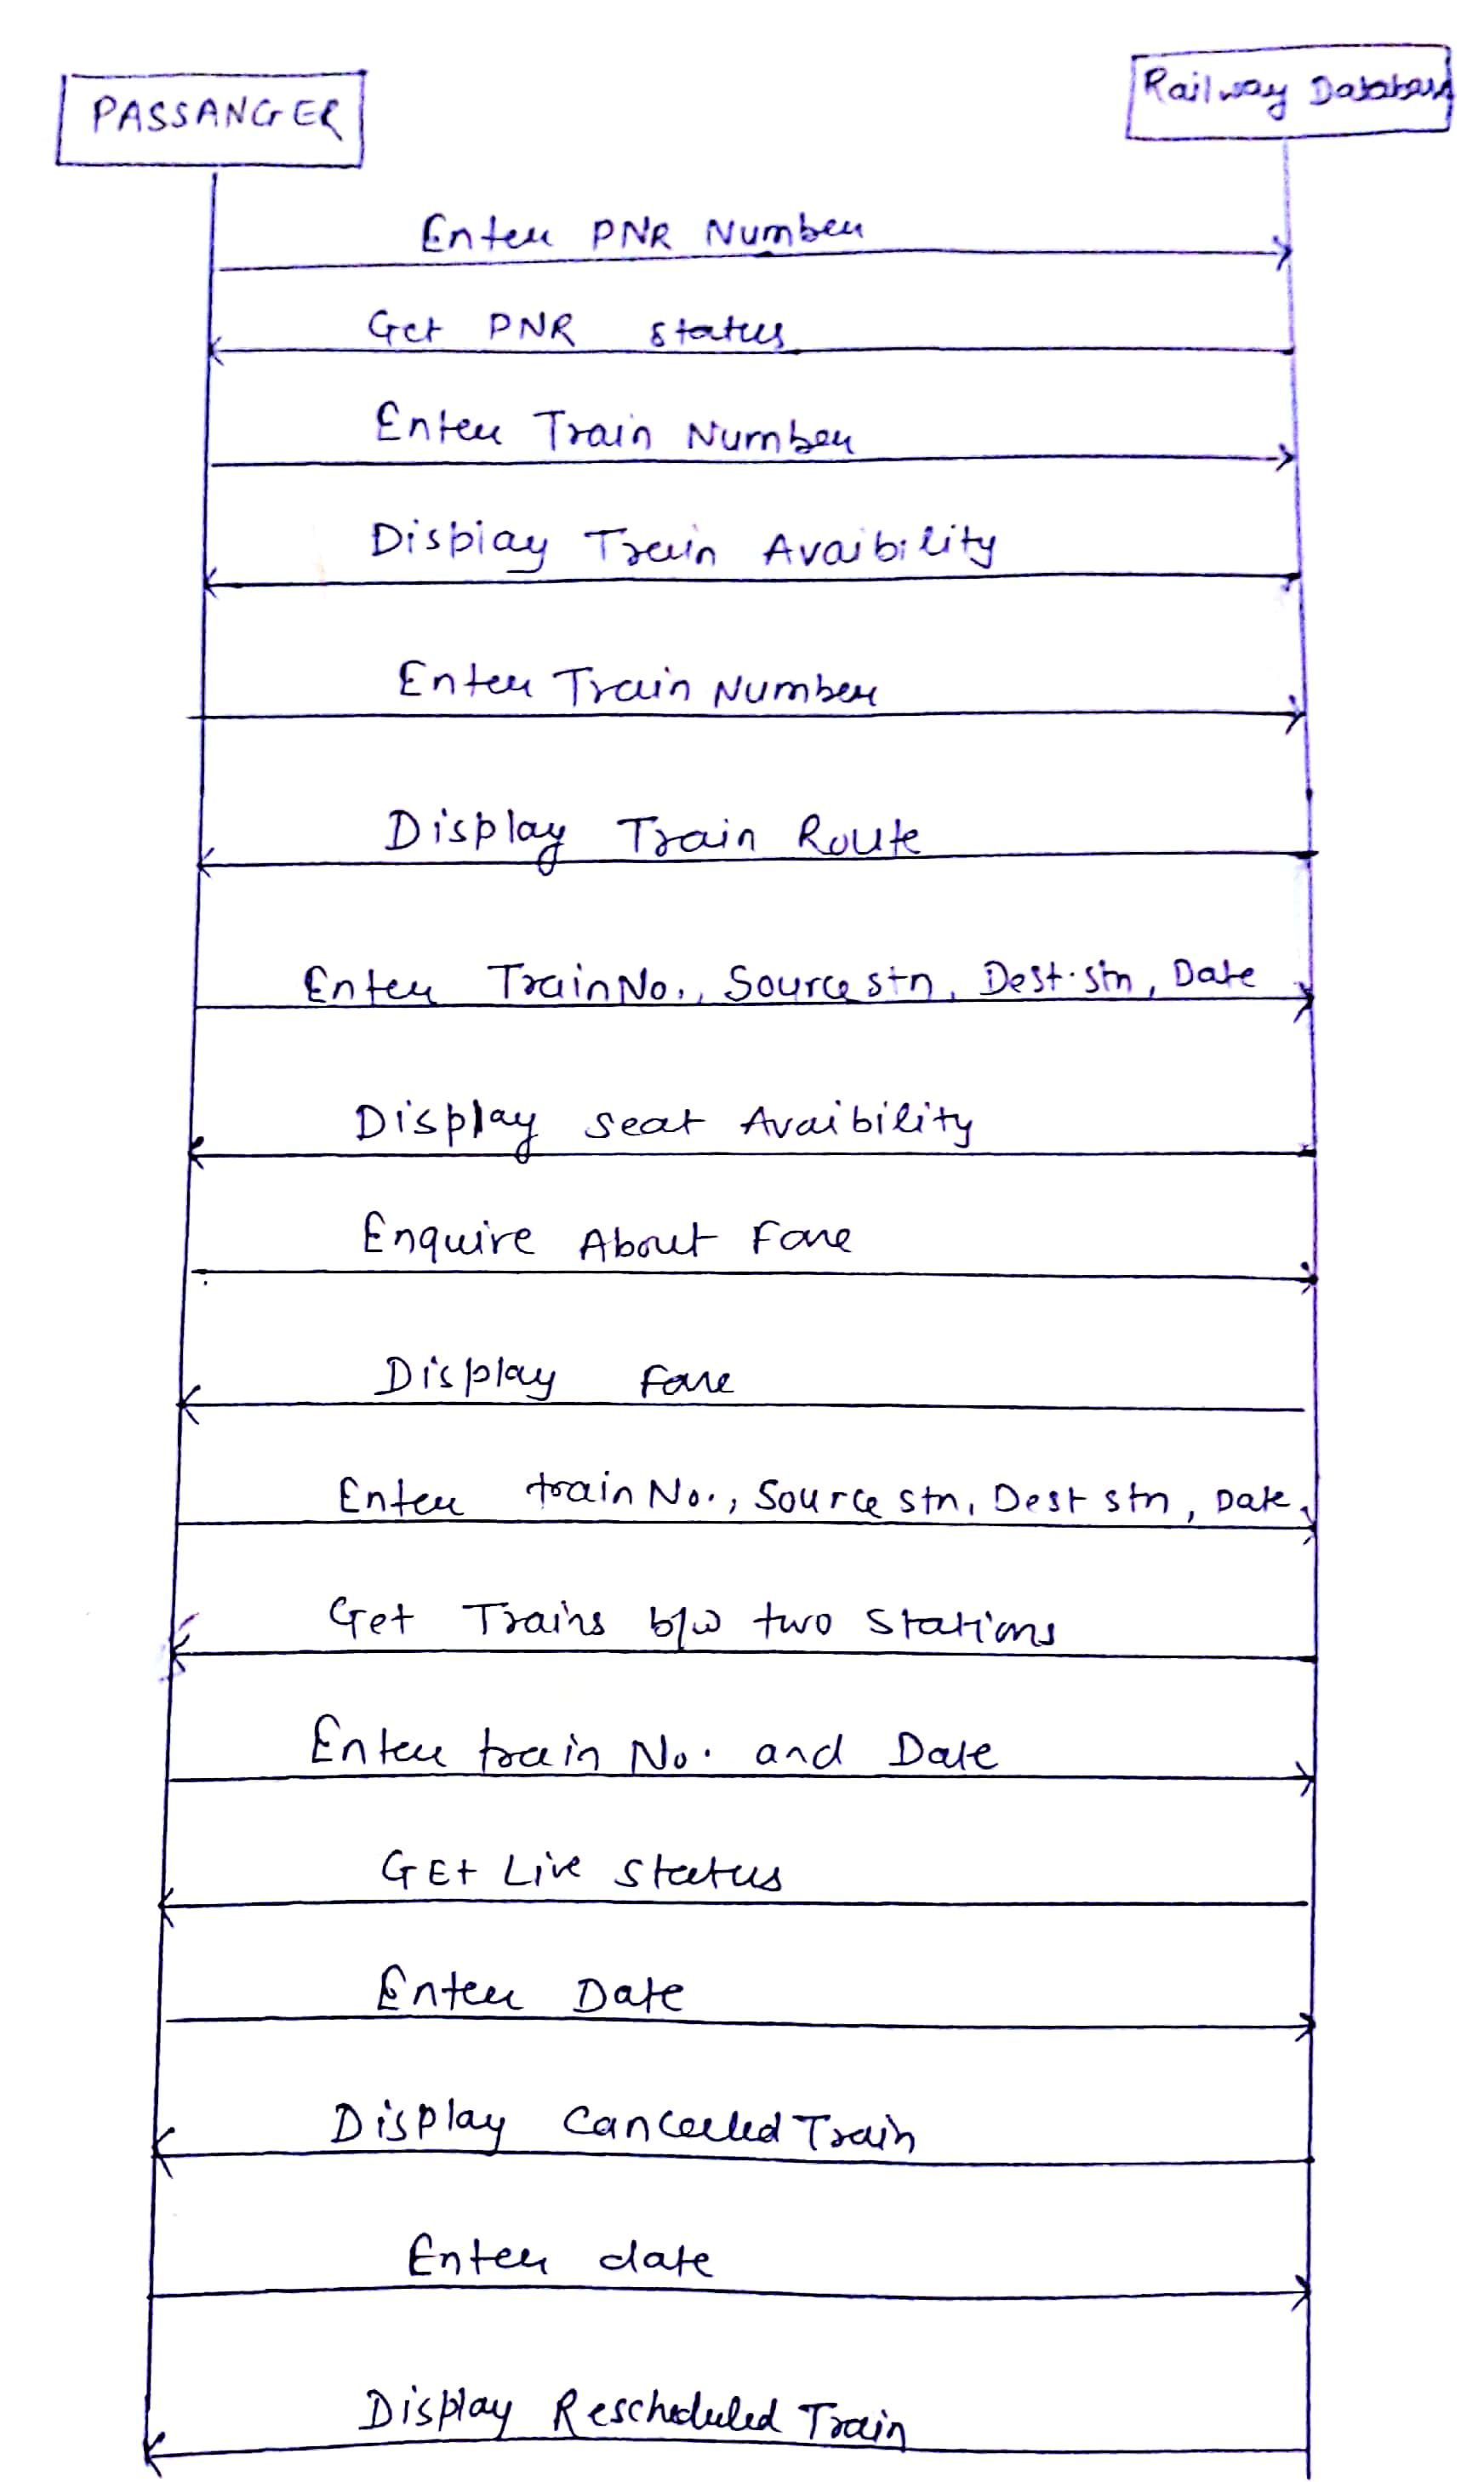 PASSANGER
Railway Database
Enter PNR Number
Get PNR status
Enter Train Number
Display Train Avaibility
Enter Train Number
Display Train Route
Enter Train No., Source stn, Dest. stn, Date
Display seat Avaibility
Enquire About Fare
Display Fare
Enter train No., Source stn, Dest stn, Date
Get Trains b/w two Stations
Enter train No. and Date
GEt Live status
Enter Date
Display Cancelled Train
Enter date
Display Rescheduled Train